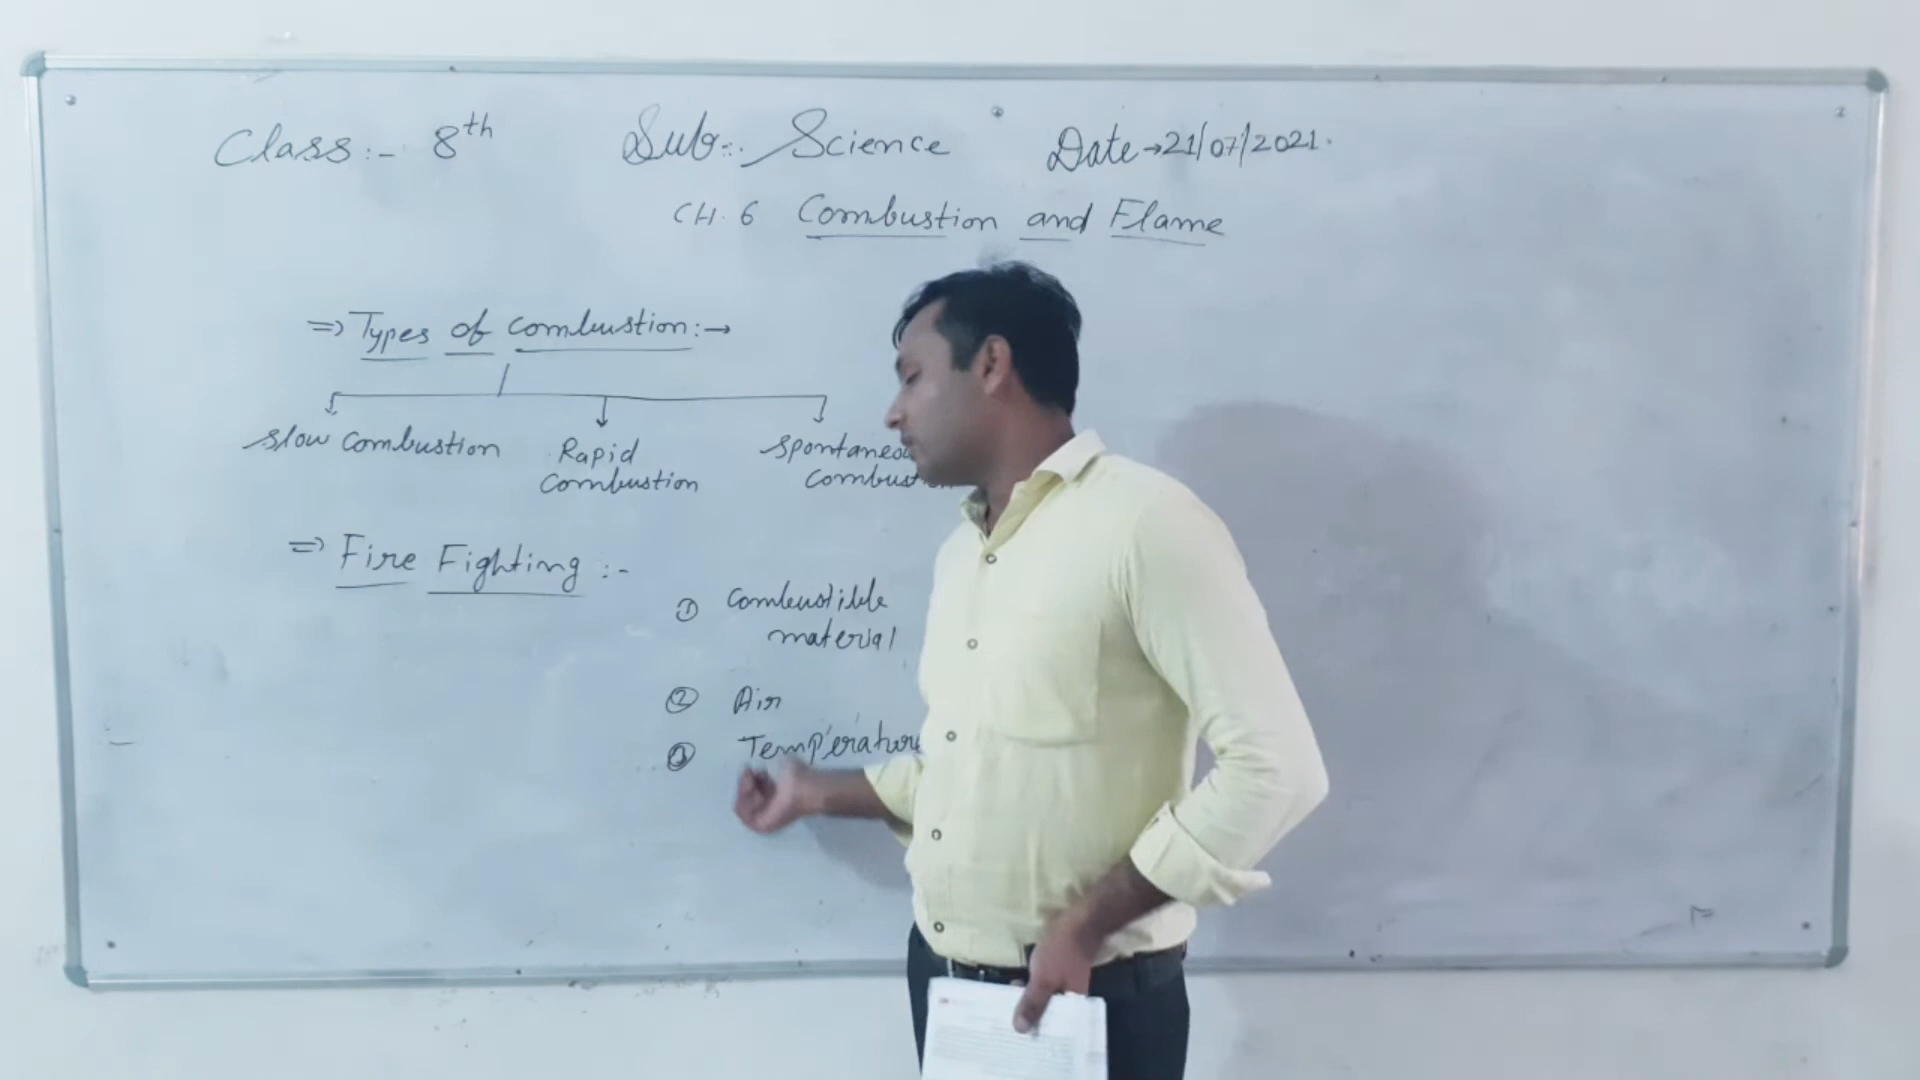 Class:- 8th Sub:. Science Date→21/07/2021.
CH. 6 Combustion and Flame
⇒ Types of Combustion:→
Slow Combustion Rapid Combustion
Spontaneou
Combustion
⇒ Fire Fighting :-
① Combustible
material
② Air
③ Temperature